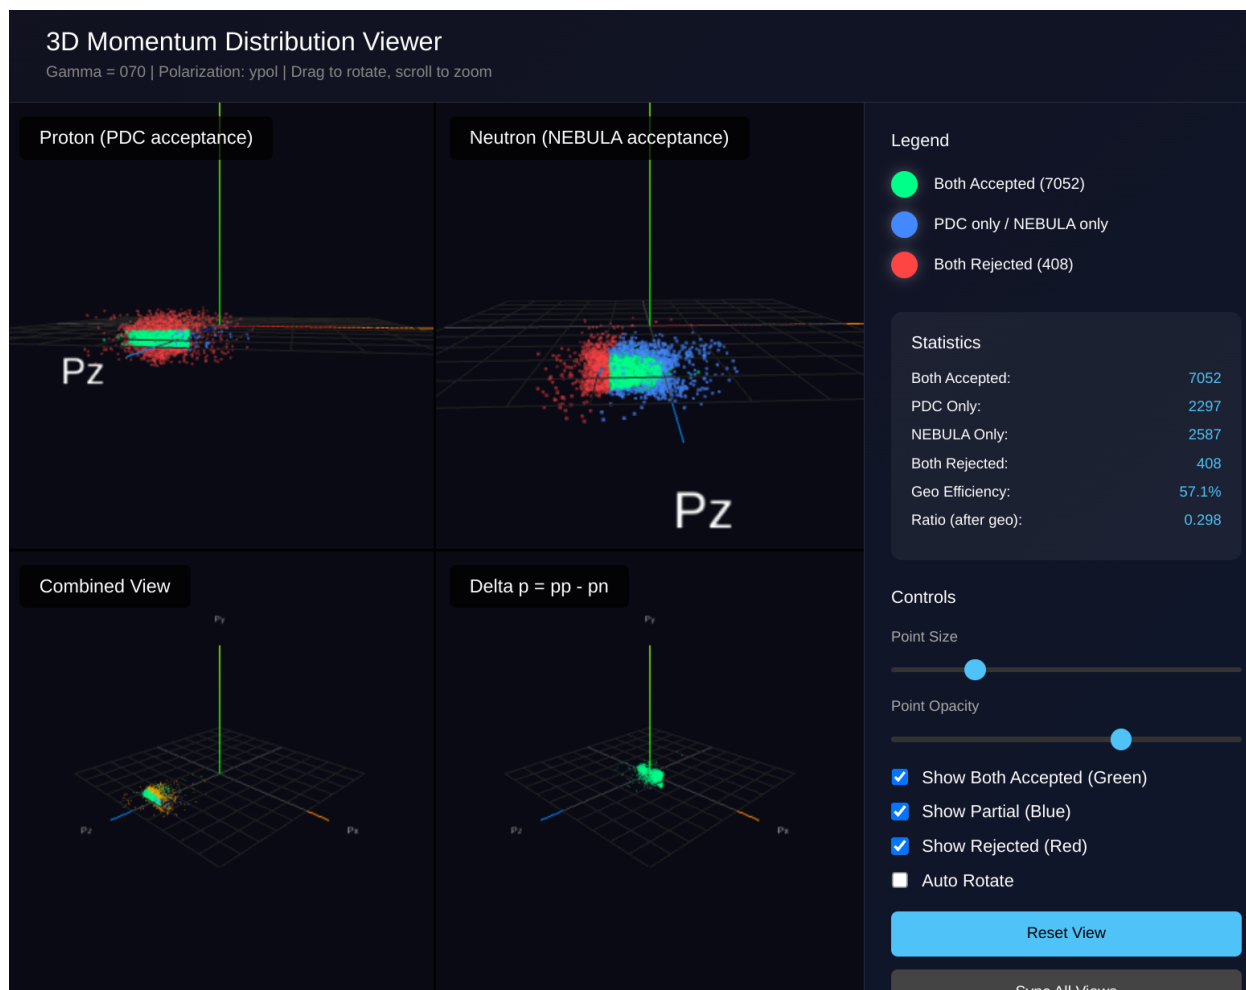 3D Momentum Distribution Viewer
Gamma = 070 | Polarization: ypol | Drag to rotate, scroll to zoom
Proton (PDC acceptance)
Pz
Neutron (NEBULA acceptance)
Pz
Combined View
Py
Pz
Px
Delta p = pp - pn
Py
Pz
Px
Legend
Both Accepted (7052)
PDC only / NEBULA only
Both Rejected (408)
Statistics
Both Accepted: 7052
PDC Only: 2297
NEBULA Only: 2587
Both Rejected: 408
Geo Efficiency: 57.1%
Ratio (after geo): 0.298
Controls
Point Size
Point Opacity
Show Both Accepted (Green)
Show Partial (Blue)
Show Rejected (Red)
Auto Rotate
Reset View
Sync All Views